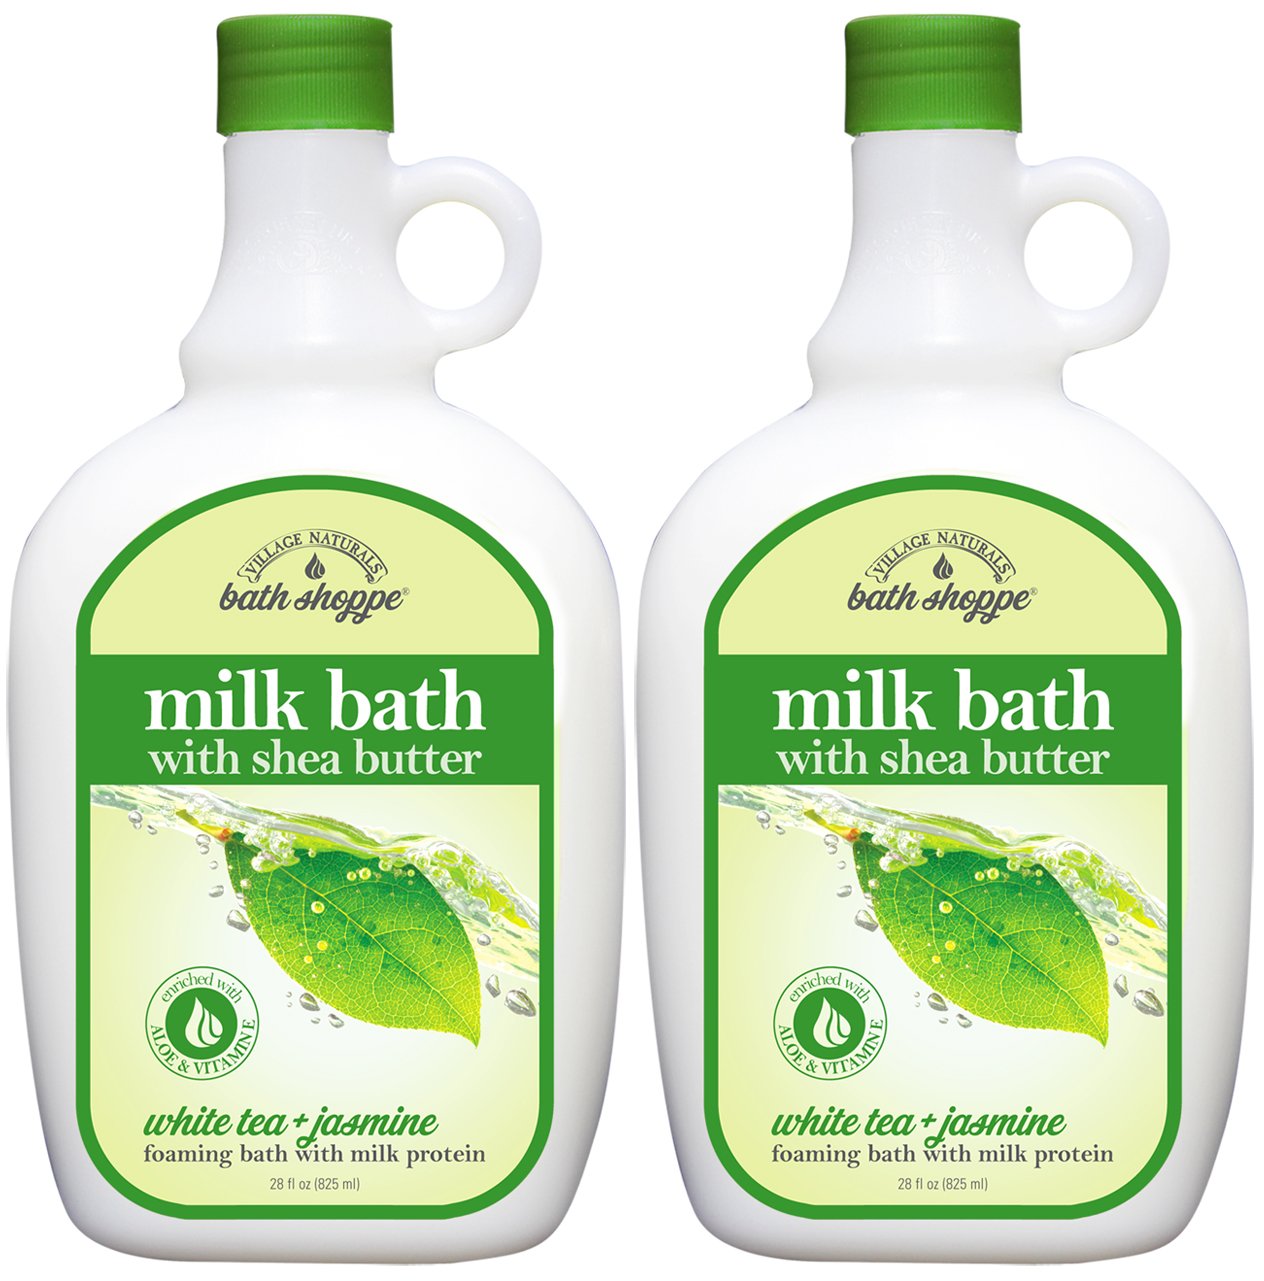 VILLAGE NATURALS
bath shoppe®
milk bath
with shea butter
enriched with
ALOE & VITAMIN E
white tea + jasmine
foaming bath with milk protein
28 fl oz (825 ml)
VILLAGE NATURALS
bath shoppe®
milk bath
with shea butter
enriched with
ALOE & VITAMIN E
white tea + jasmine
foaming bath with milk protein
28 fl oz (825 ml)